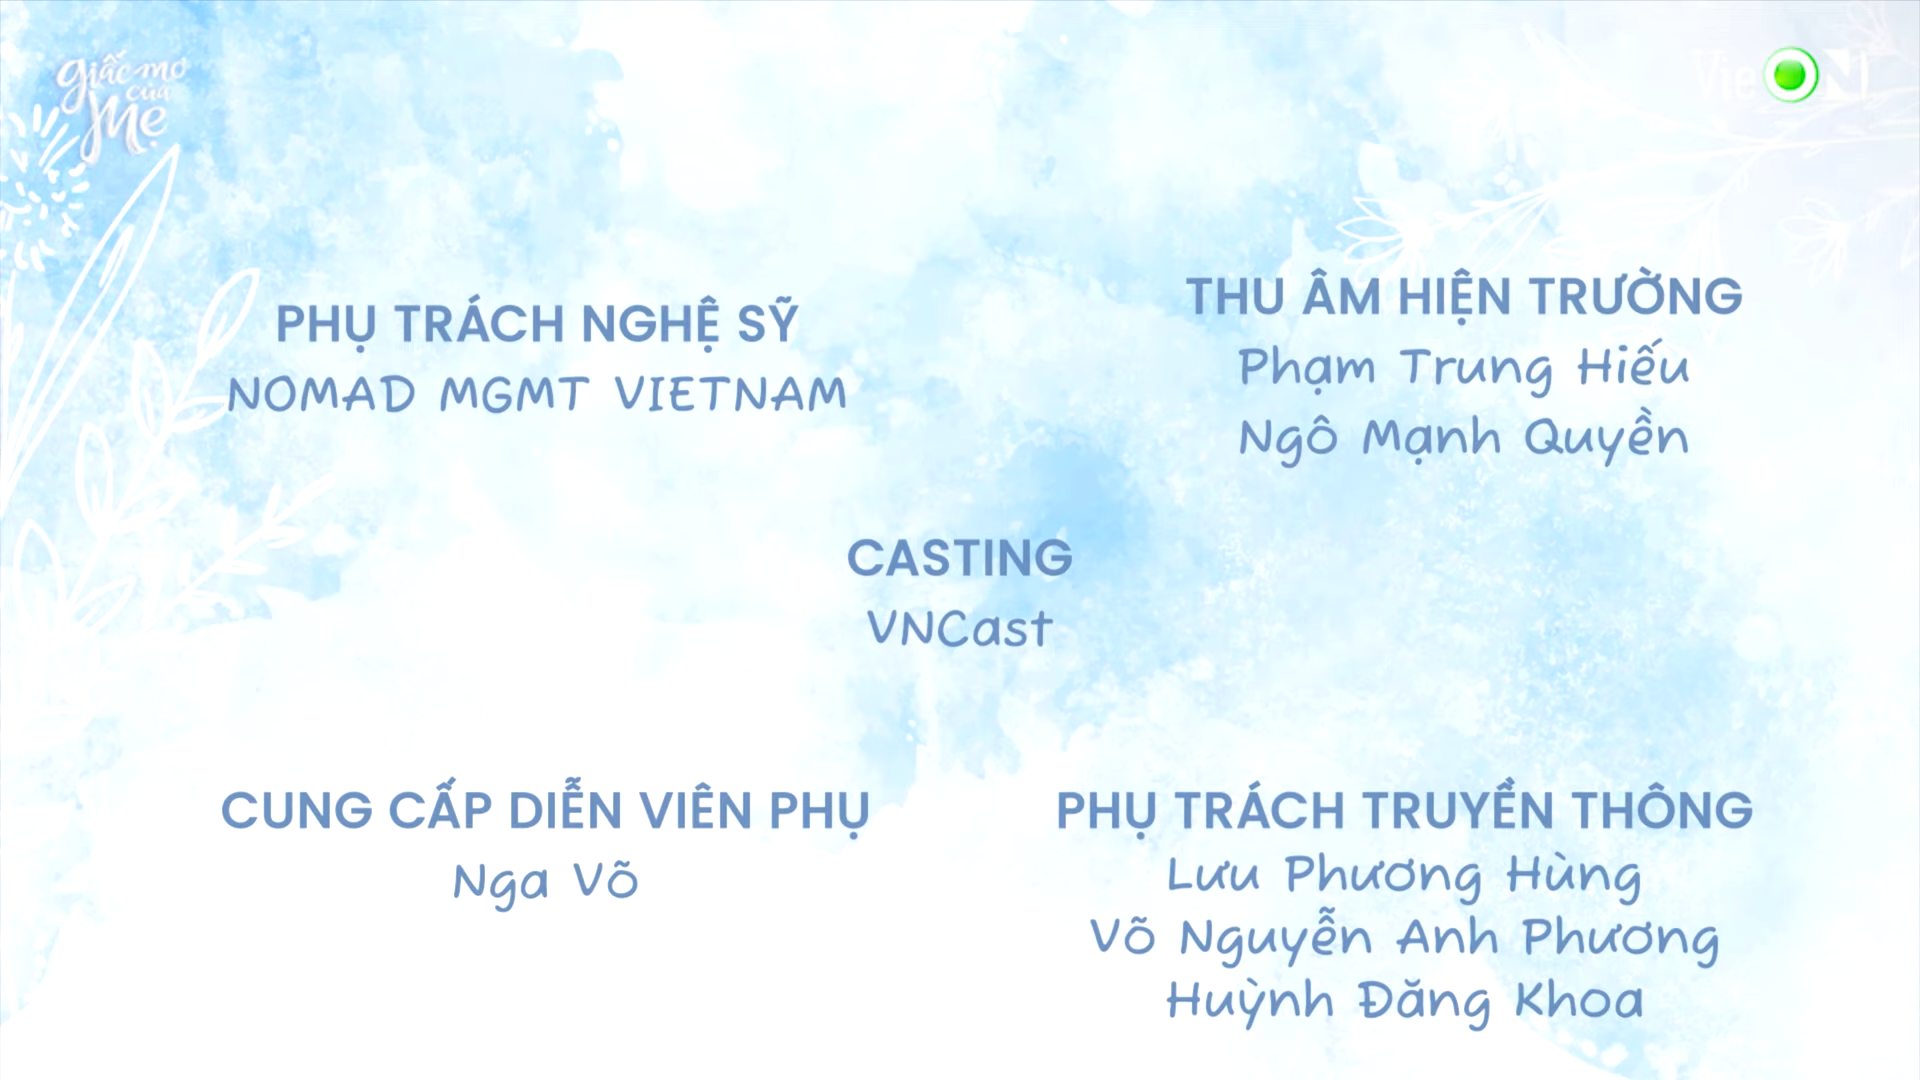 giấc mơ
của
Mẹ
VieON
PHỤ TRÁCH NGHỆ SỸ
NOMAD MGMT VIETNAM
THU ÂM HIỆN TRƯỜNG
Phạm Trung Hiếu
Ngô Mạnh Quyền
CASTING
VNCast
CUNG CẤP DIỄN VIÊN PHỤ
Nga Võ
PHỤ TRÁCH TRUYỀN THÔNG
Lưu Phương Hùng
Võ Nguyễn Anh Phương
Huỳnh Đăng Khoa